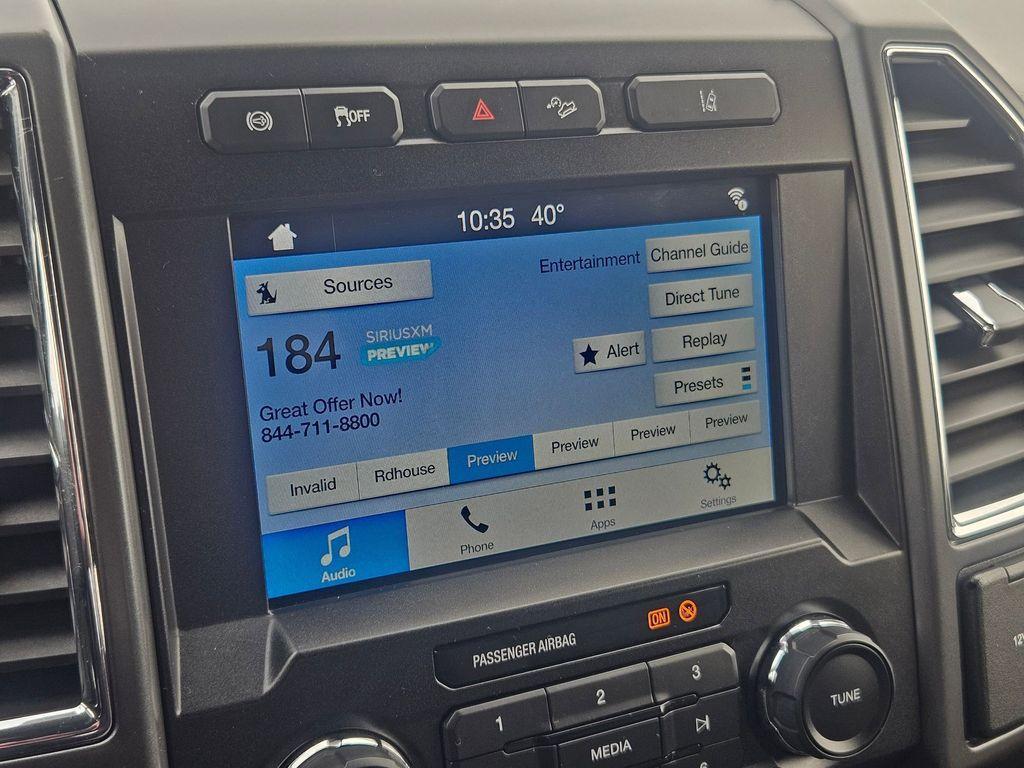 OFF
10:35 40°
Sources
Entertainment
Channel Guide
Direct Tune
184
SIRIUSXM
PREVIEW
Alert
Replay
Presets
Great Offer Now!
844-711-8800
Invalid
Rdhouse
Preview
Preview
Preview
Preview
Audio
Phone
Apps
Settings
PASSENGER AIRBAG
ON
1
2
3
MEDIA
TUNE